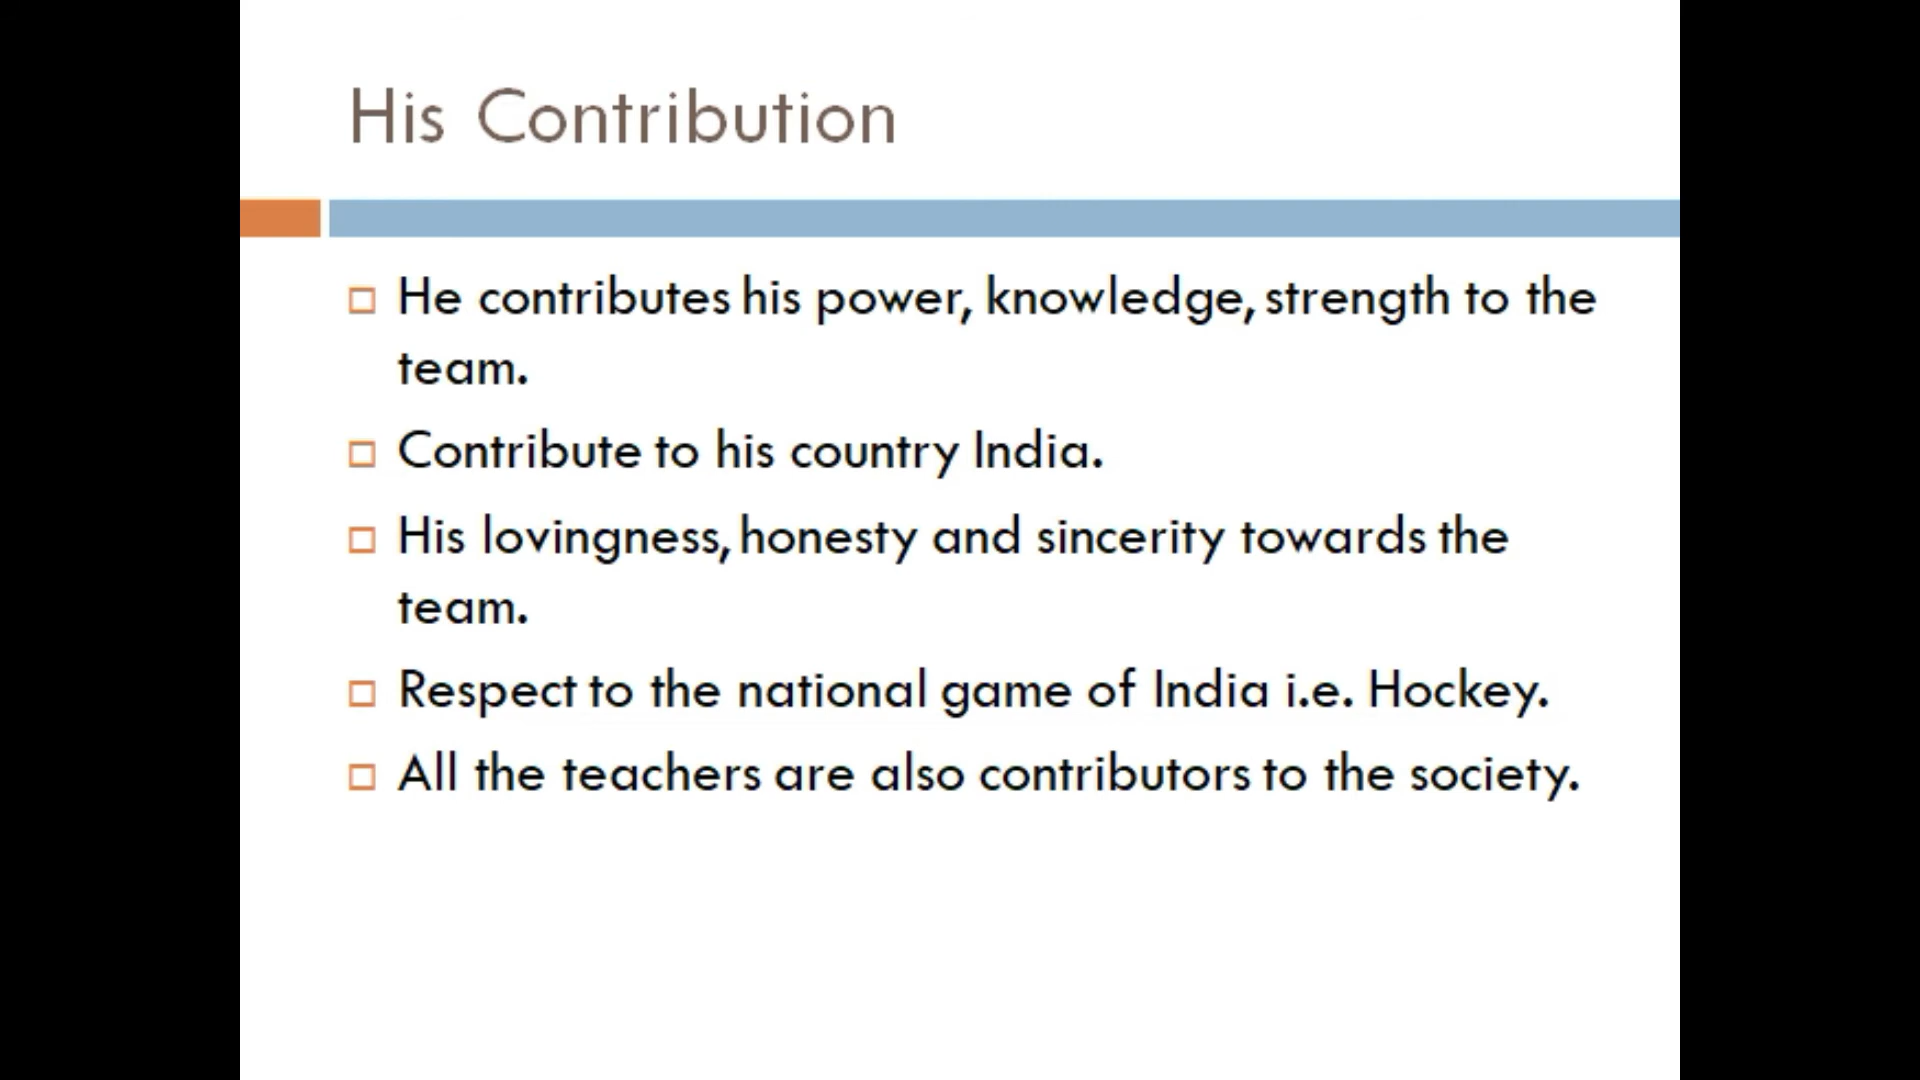 His Contribution
He contributes his power, knowledge, strength to the
team.
Contribute to his country India.
His lovingness, honesty and sincerity towards the
team.
Respect to the national game of India i.e. Hockey.
All the teachers are also contributors to the society.